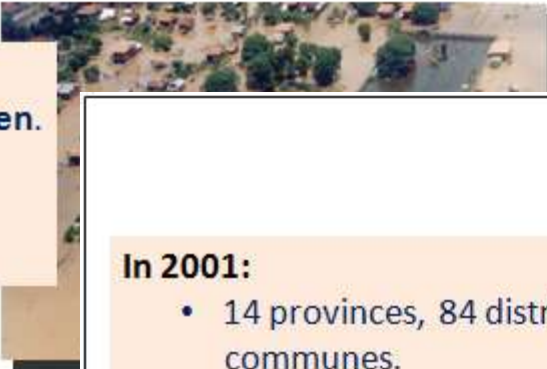 en.
In 2001:
• 14 provinces, 84 distr
communes.